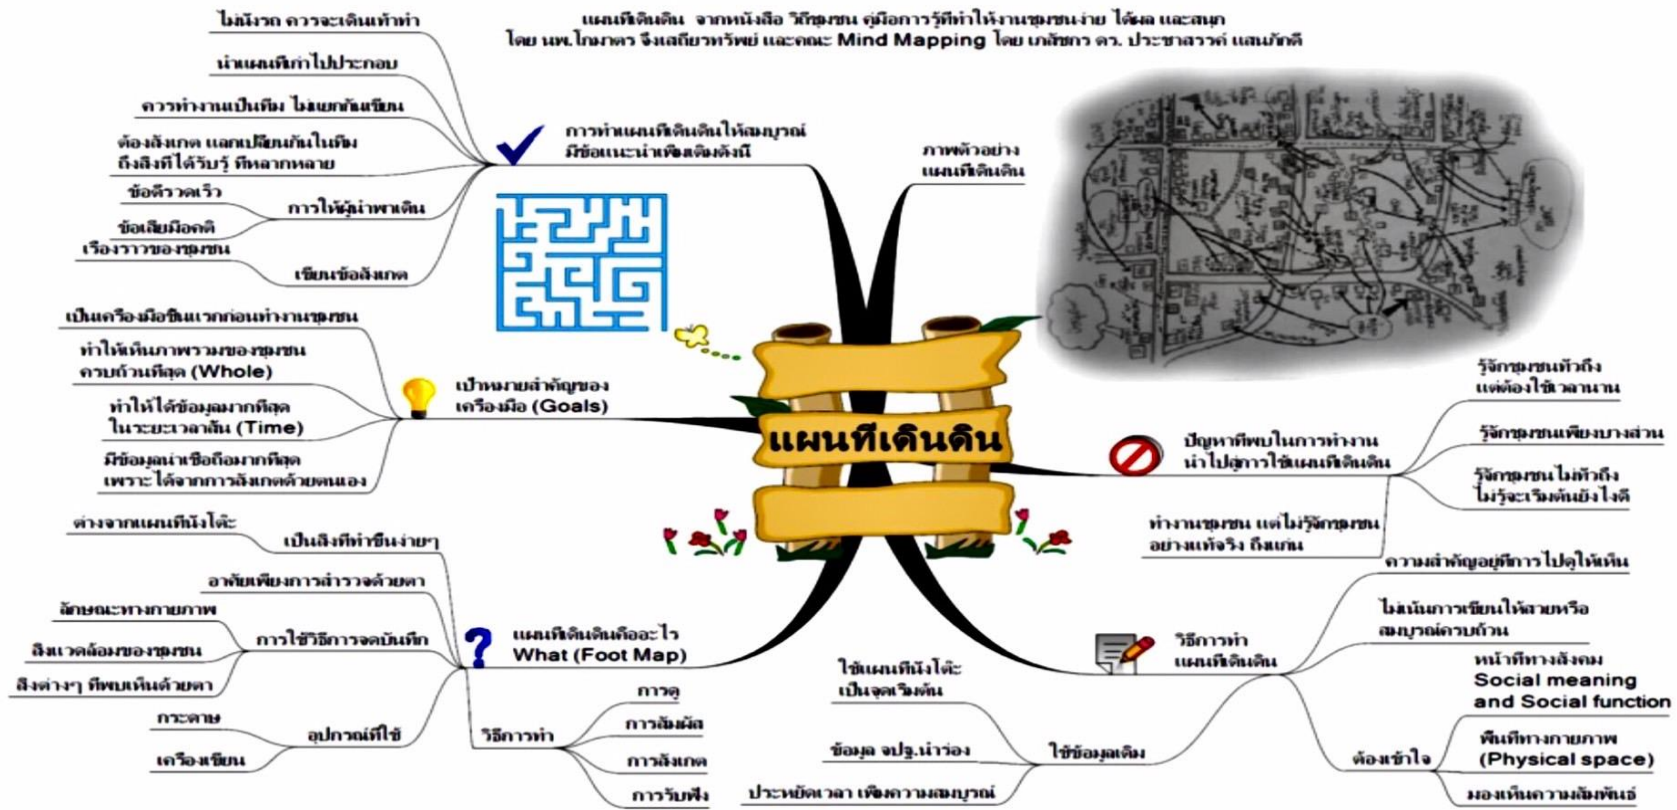 แผนที่เดินดิน จากหนังสือ วิถีชุมชน คู่มือการรู้ที่ทำให้งานชุมชนง่าย ได้ผล และสนุก
โดย นพ.โกมาตร จึงเสถียรทรัพย์ และคณะ Mind Mapping โดย เภสัชกร ดร. ประชาสรรค์ แสนภักดี
ไม่นั่งรถ ควรจะเดินเท้าทำ
นำแผนที่เก่าไปประกอบ
ควรทำงานเป็นทีม ไม่แยกกันเขียน
ต้องสังเกต แลกเปลี่ยนกันในทีม
ถึงสิ่งที่ได้รับรู้ ที่หลากหลาย
ข้อดีรวดเร็ว
ข้อเสียมีอคติ
การให้ผู้นำพาเดิน
เรื่องราวของชุมชน
เขียนข้อสังเกต
การทำแผนที่เดินดินให้สมบูรณ์
มีข้อแนะนำเพิ่มเติมดังนี้
ภาพตัวอย่าง
แผนที่เดินดิน
เป็นเครื่องมือชิ้นแรกก่อนทำงานชุมชน
ทำให้เห็นภาพรวมของชุมชน
ครบถ้วนที่สุด (Whole)
ทำให้ได้ข้อมูลมากที่สุด
ในระยะเวลาสั้น (Time)
มีข้อมูลน่าเชื่อถือมากที่สุด
เพราะได้จากการสังเกตด้วยตนเอง
เป้าหมายสำคัญของ
เครื่องมือ (Goals)
แผนที่เดินดิน
ปัญหาที่พบในการทำงาน
นำไปสู่การใช้แผนที่เดินดิน
รู้จักชุมชนทั่วถึง
แต่ต้องใช้เวลานาน
รู้จักชุมชนเพียงบางส่วน
รู้จักชุมชนไม่ทั่วถึง
ไม่รู้จะเริ่มต้นยังไงดี
ทำงานชุมชน แต่ไม่รู้จักชุมชน
อย่างแท้จริง ถึงแก่น
ต่างจากแผนที่นั่งโต๊ะ
เป็นสิ่งที่ทำขึ้นง่ายๆ
อาศัยเพียงการสำรวจด้วยตา
ลักษณะทางกายภาพ
สิ่งแวดล้อมของชุมชน
สิ่งต่างๆ ที่พบเห็นด้วยตา
การใช้วิธีการจดบันทึก
กระดาษ
เครื่องเขียน
อุปกรณ์ที่ใช้
แผนที่เดินดินคืออะไร
What (Foot Map)
วิธีการทำ
การดู
การสัมผัส
การสังเกต
การรับฟัง
วิธีการทำ
แผนที่เดินดิน
ความสำคัญอยู่ที่การไปดูให้เห็น
ไม่เน้นการเขียนให้สวยหรือ
สมบูรณ์ครบถ้วน
หน้าที่ทางสังคม
Social meaning
and Social function
พื้นที่ทางกายภาพ
(Physical space)
มองเห็นความสัมพันธ์
ต้องเข้าใจ
ใช้แผนที่นั่งโต๊ะ
เป็นจุดเริ่มต้น
ข้อมูล จปฐ.นำร่อง
ประหยัดเวลา เพิ่มความสมบูรณ์
ใช้ข้อมูลเดิม